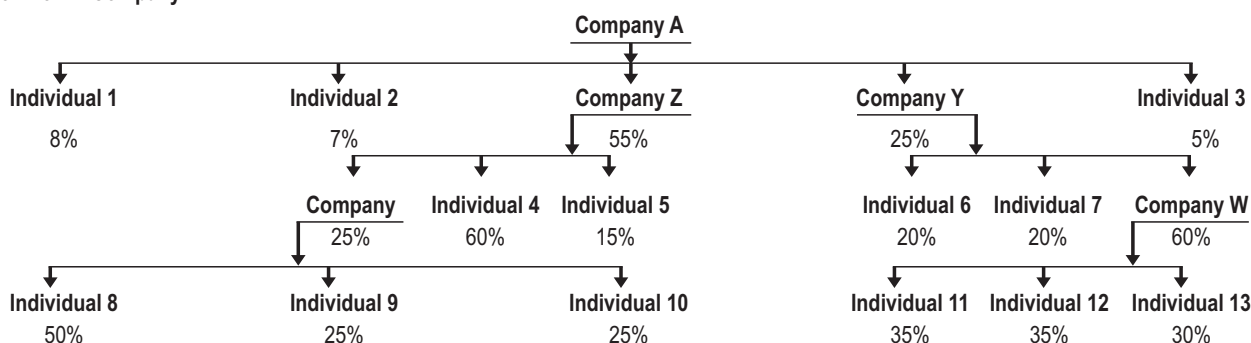 Company A
Individual 1 Individual 2 Company Z Company Y Individual 3
8% 7% 55% 25% 5%
Company Individual 4 Individual 5 Individual 6 Individual 7 Company W
25% 60% 15% 20% 20% 60%
Individual 8 Individual 9 Individual 10 Individual 11 Individual 12 Individual 13
50% 25% 25% 35% 35% 30%